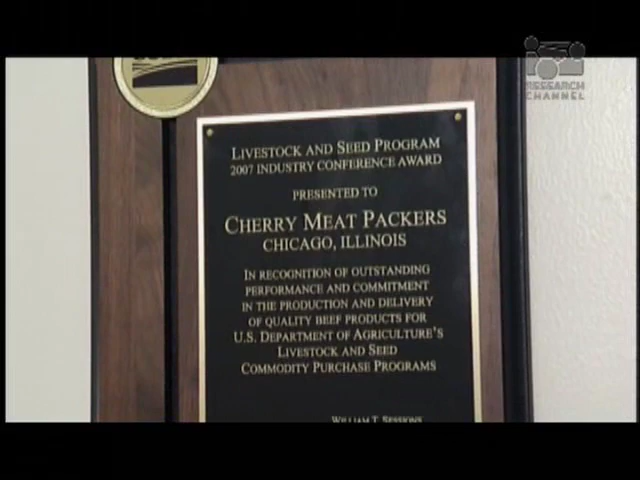 RESEARCH
CHANNEL
LIVESTOCK AND SEED PROGRAM
2007 INDUSTRY CONFERENCE AWARD
PRESENTED TO
CHERRY MEAT PACKERS
CHICAGO, ILLINOIS
IN RECOGNITION OF OUTSTANDING
PERFORMANCE AND COMMITMENT
IN THE PRODUCTION AND DELIVERY
OF QUALITY BEEF PRODUCTS FOR
U.S. DEPARTMENT OF AGRICULTURE'S
LIVESTOCK AND SEED
COMMODITY PURCHASE PROGRAMS
WILLIAM T. SESSIONS